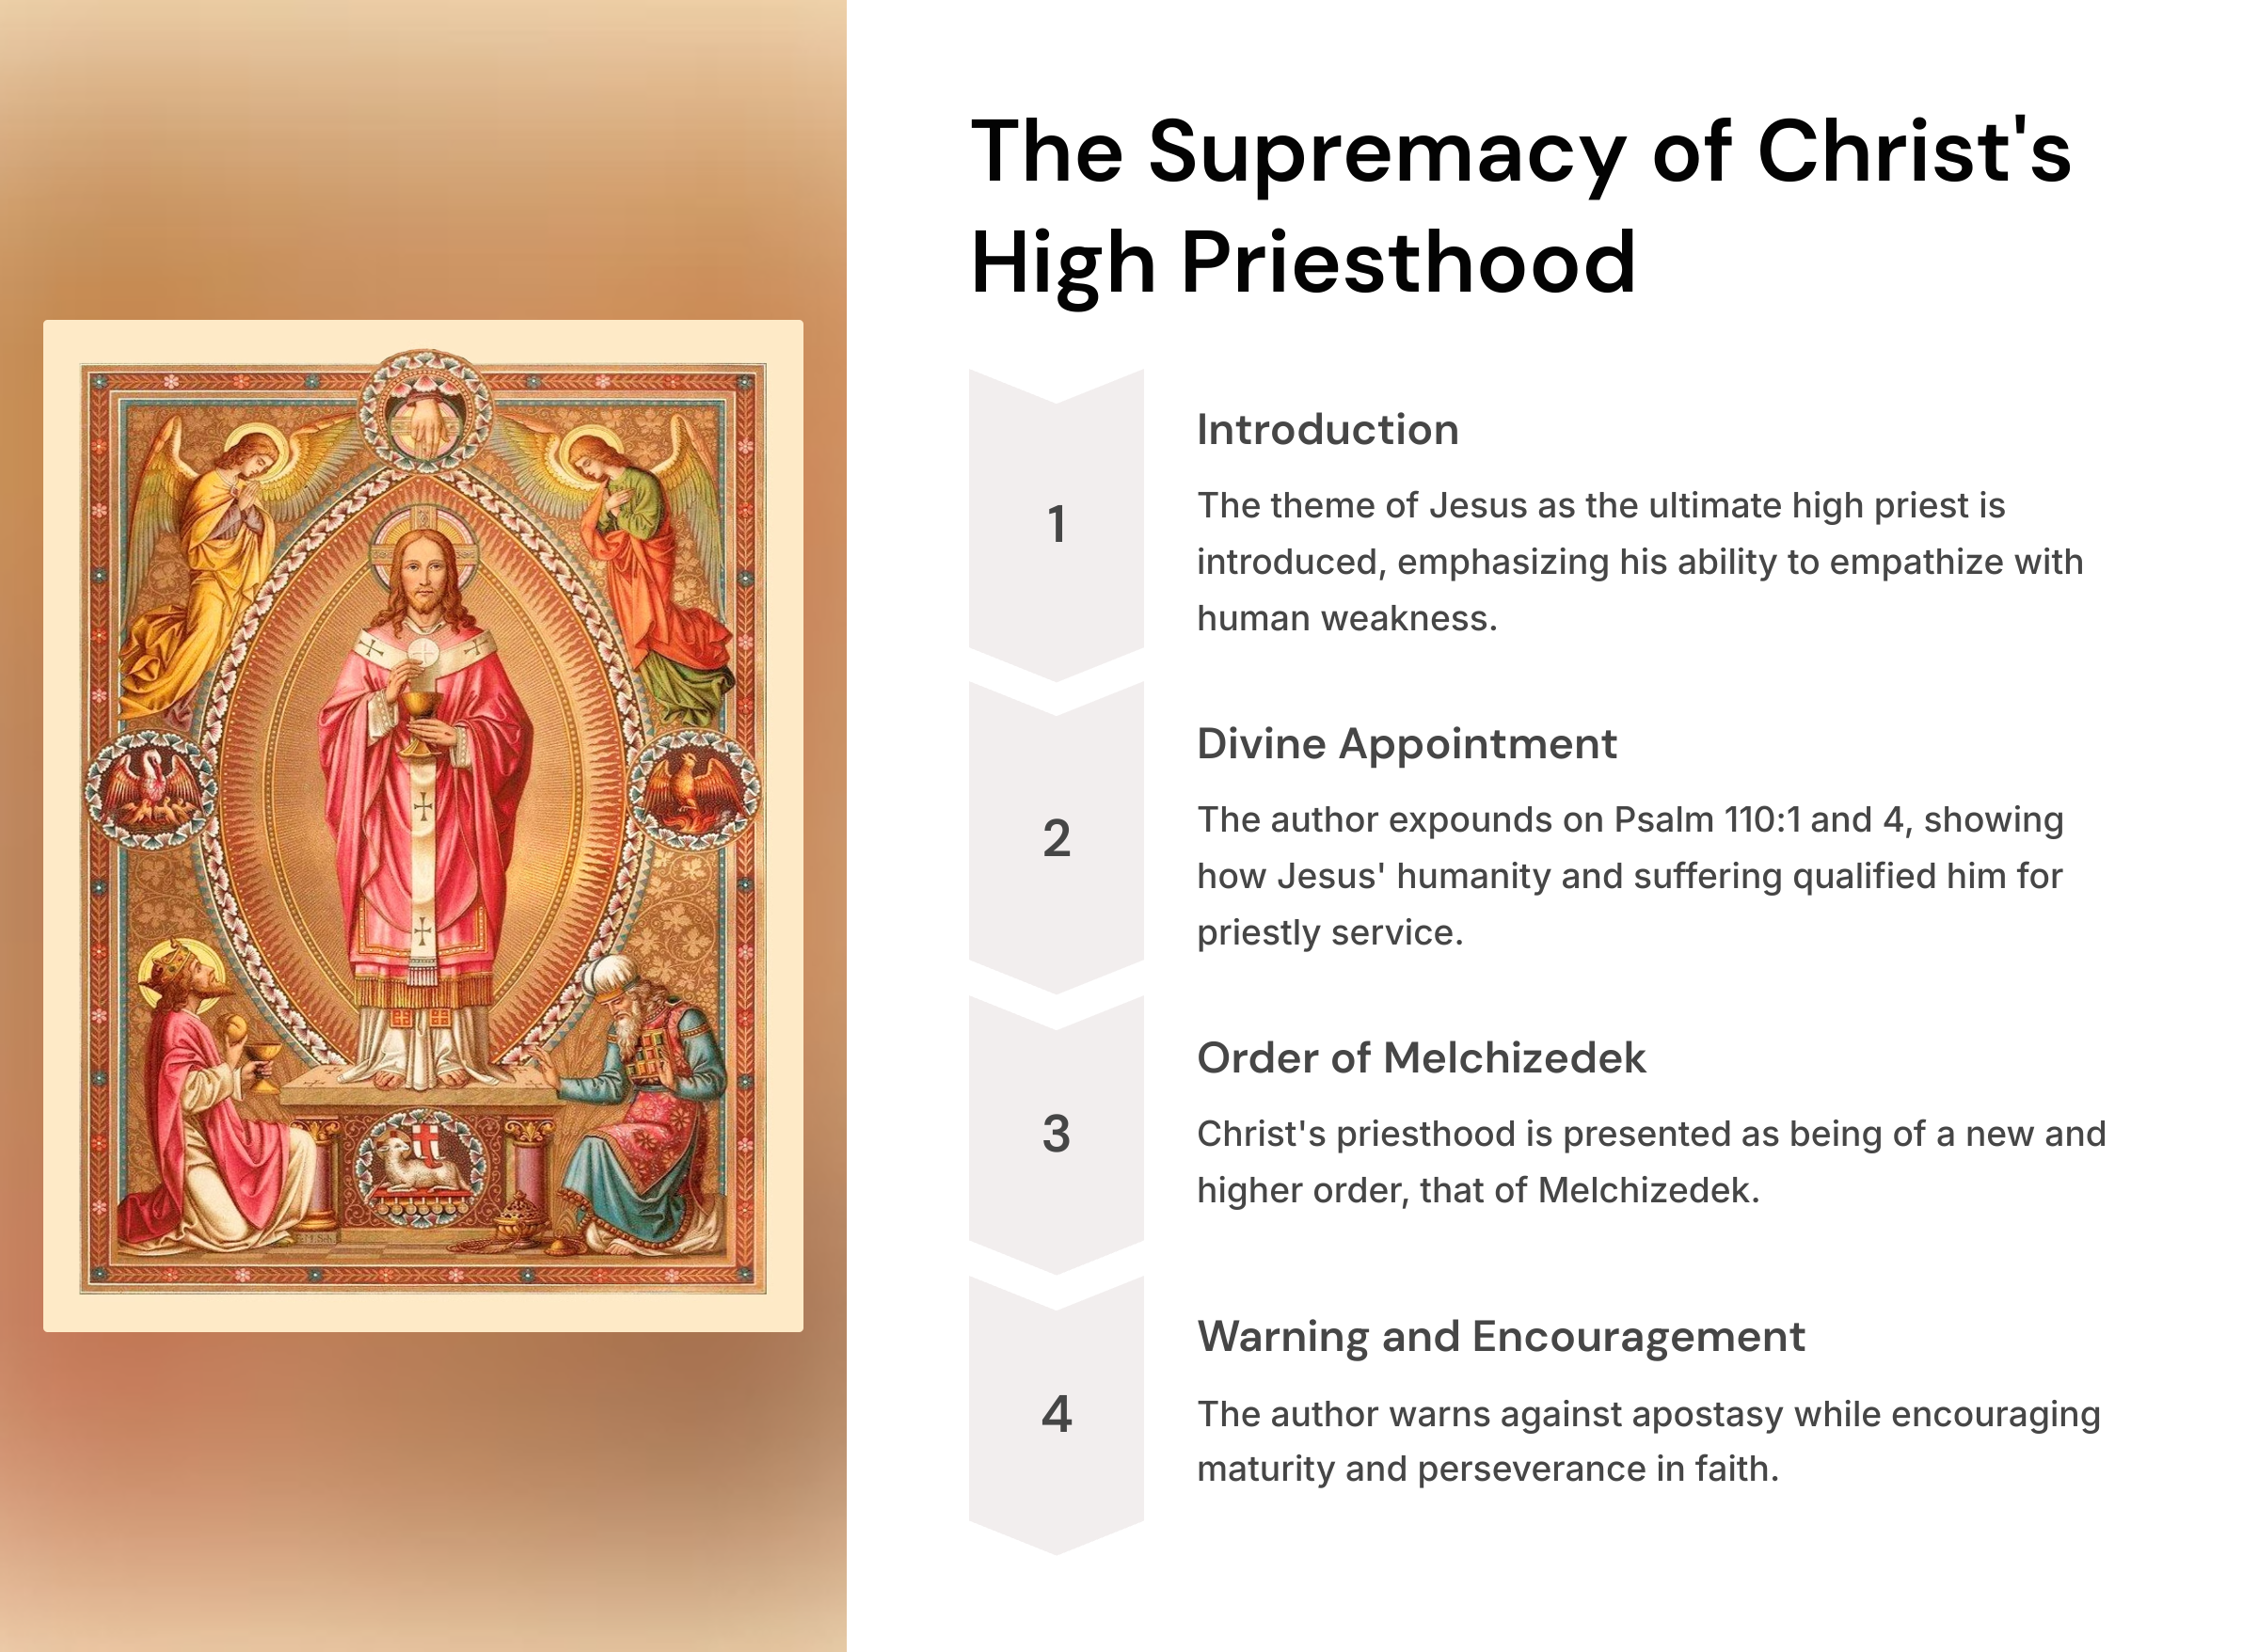 The Supremacy of Christ's
High Priesthood
1
Introduction
The theme of Jesus as the ultimate high priest is
introduced, emphasizing his ability to empathize with
human weakness.
2
Divine Appointment
The author expounds on Psalm 110:1 and 4, showing
how Jesus' humanity and suffering qualified him for
priestly service.
3
Order of Melchizedek
Christ's priesthood is presented as being of a new and
higher order, that of Melchizedek.
4
Warning and Encouragement
The author warns against apostasy while encouraging
maturity and perseverance in faith.